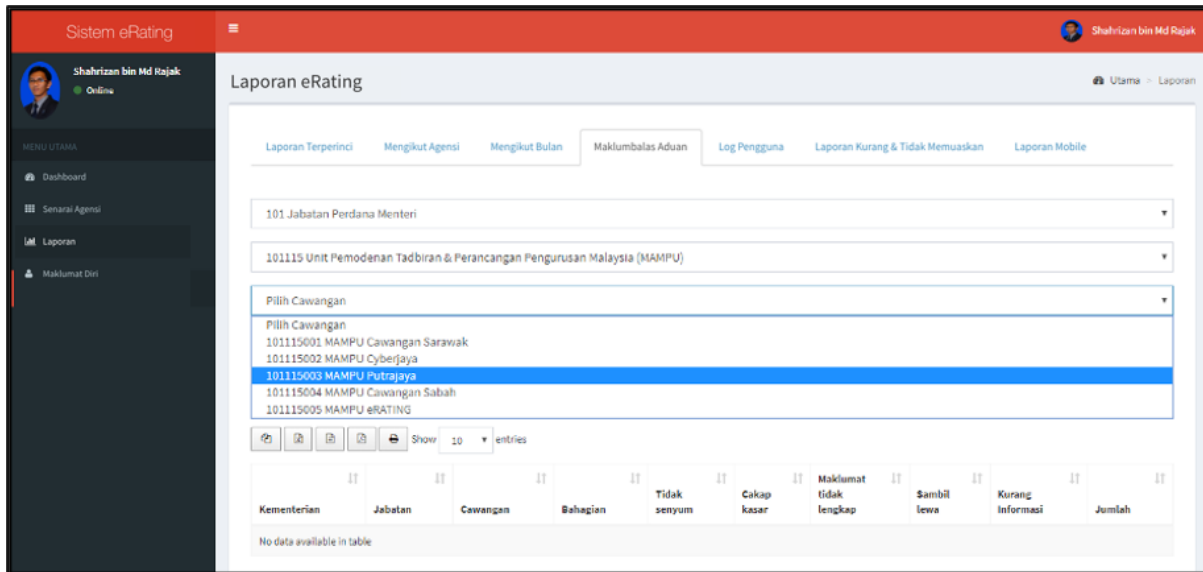 Sistem eRating
Shahrizan bin Md Rajak
Shahrizan bin Md Rajak
Online
MENU UTAMA
Dashboard
Senarai Agensi
Laporan
Maklumat Diri
Laporan eRating
Utama > Laporan
Laporan Terperinci Mengikut Agensi Mengikut Bulan Maklumbalas Aduan Log Pengguna Laporan Kurang & Tidak Memuaskan Laporan Mobile
101 Jabatan Perdana Menteri
101115 Unit Pemodenan Tadbiran & Perancangan Pengurusan Malaysia (MAMPU)
Pilih Cawangan
Pilih Cawangan
101115001 MAMPU Cawangan Sarawak
101115002 MAMPU Cyberjaya
101115003 MAMPU Putrajaya
101115004 MAMPU Cawangan Sabah
101115005 MAMPU eRATING
Show 10 entries
Kementerian Jabatan Cawangan Bahagian Tidak senyum Cakap kasar Maklumat tidak lengkap Sambil lewa Kurang Informasi Jumlah
No data available in table